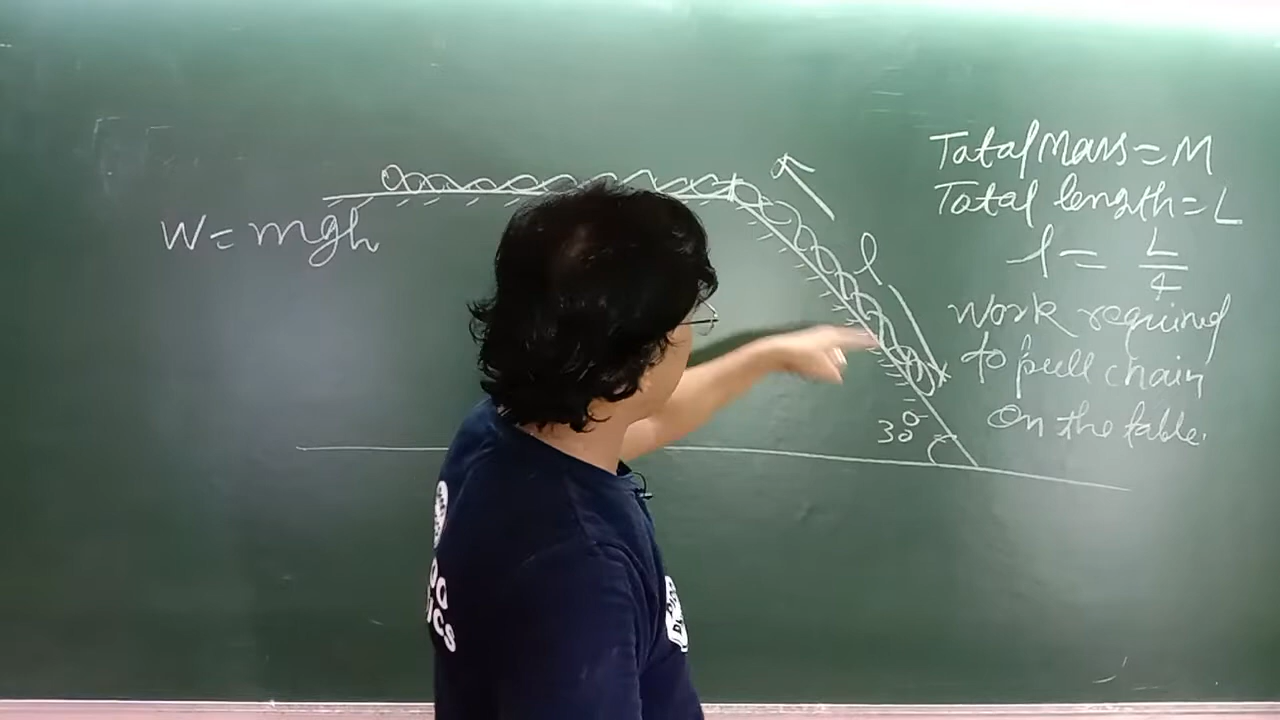 Total Mass = M
Total length = L
l = L/4
Work required
to pull chain
On the table.
W = mgh
l
30°